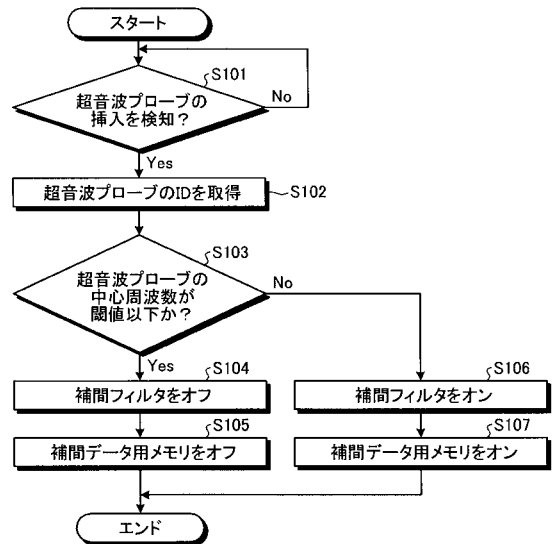 スタート
S101
超音波プローブの
挿入を検知？
No
Yes
超音波プローブのIDを取得
S102
S103
超音波プローブの
中心周波数が
閾値以下か？
No
Yes
S104
補間フィルタをオフ
S105
補間データ用メモリをオフ
S106
補間フィルタをオン
S107
補間データ用メモリをオン
エンド